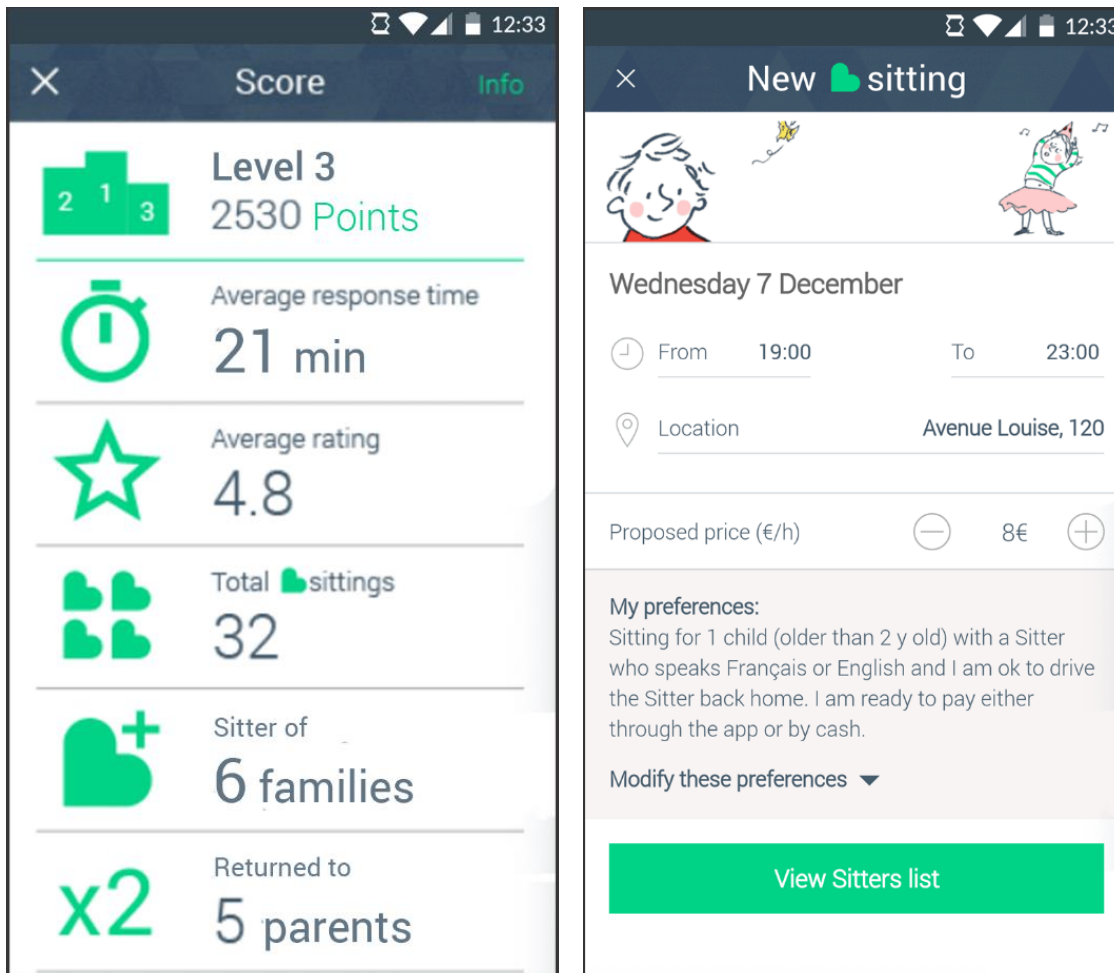 12:33
Score
Info
2 1 3
Level 3
2530 Points
Average response time
21 min
Average rating
4.8
Total sittings
32
Sitter of
6 families
x2
Returned to
5 parents
12:33
New sitting
Wednesday 7 December
From 19:00 To 23:00
Location Avenue Louise, 120
Proposed price (€/h) 8€
My preferences:
Sitting for 1 child (older than 2 y old) with a Sitter
who speaks Français or English and I am ok to drive
the Sitter back home. I am ready to pay either
through the app or by cash.
Modify these preferences
View Sitters list